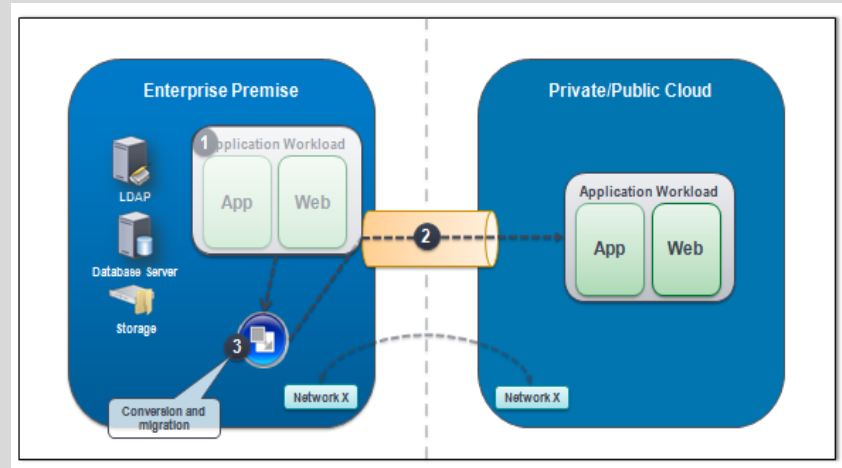 Enterprise Premise
Private/Public Cloud
1
pplication Workload
App
Web
LDAP
Database Server
Storage
2
Application Workload
App
Web
3
Conversion and
migration
Network X
Network X